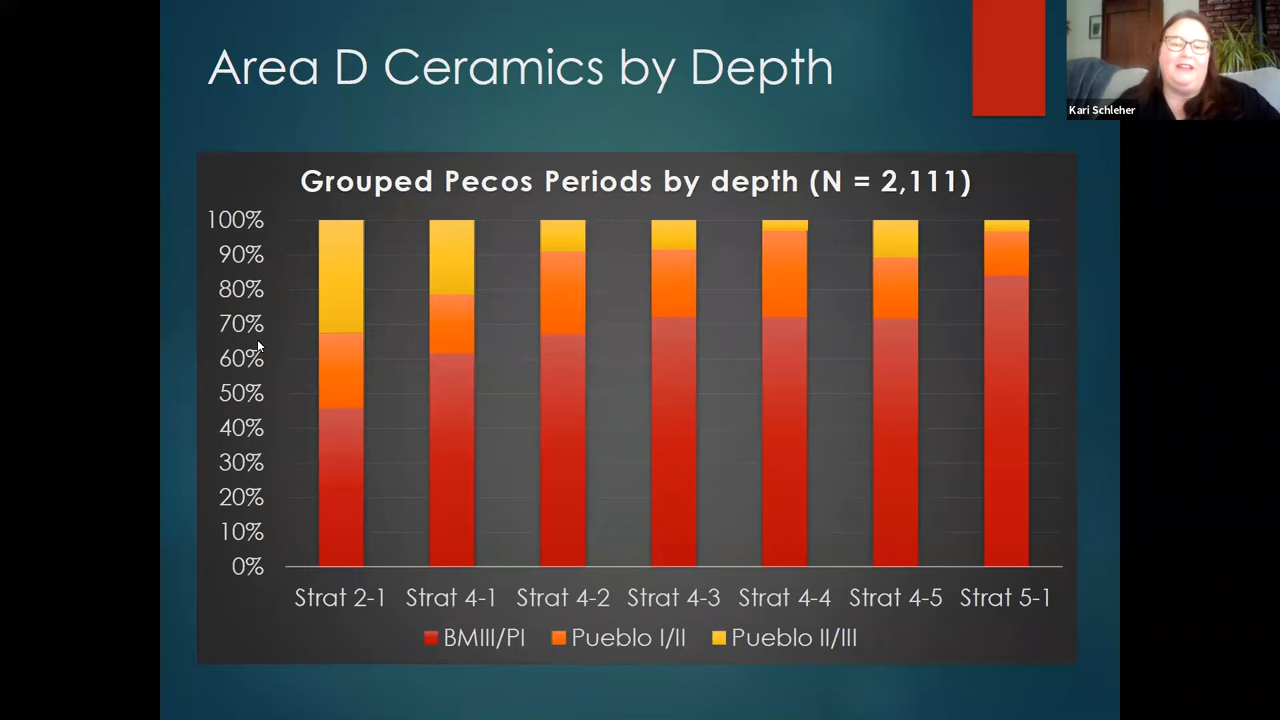 Area D Ceramics by Depth
Kari Schleher
Grouped Pecos Periods by depth (N = 2,111)
100%
90%
80%
70%
60%
50%
40%
30%
20%
10%
0%
Strat 2-1 Strat 4-1 Strat 4-2 Strat 4-3 Strat 4-4 Strat 4-5 Strat 5-1
BMIII/PI Pueblo I/II Pueblo II/III